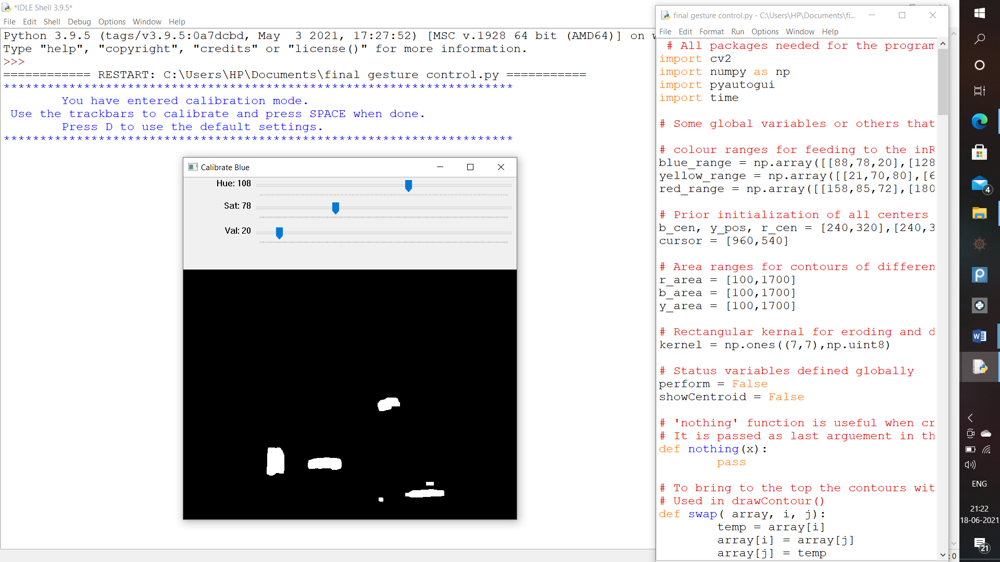 *IDLE Shell 3.9.5*
File Edit Shell Debug Options Window Help
Python 3.9.5 (tags/v3.9.5:0a7dcbd, May  3 2021, 17:27:52) [MSC v.1928 64 bit (AMD64)] on w
Type "help", "copyright", "credits" or "license()" for more information.
>>>
============ RESTART: C:\Users\HP\Documents\final gesture control.py ===========
**********************************************************************
You have entered calibration mode.
Use the trackbars to calibrate and press SPACE when done.
Press D to use the default settings.
**********************************************************************
Calibrate Blue
Hue: 108
Sat: 78
Val: 20
final gesture control.py - C:\Users\HP\Documents\fi...
File Edit Format Run Options Window Help
# All packages needed for the program
import cv2
import numpy as np
import pyautogui
import time
# Some global variables or others that
# colour ranges for feeding to the inR
blue_range = np.array([[88,78,20],[128
yellow_range = np.array([[21,70,80],[6
red_range = np.array([[158,85,72],[180
# Prior initialization of all centers
b_cen, y_pos, r_cen = [240,320],[240,3
cursor = [960,540]
# Area ranges for contours of differen
r_area = [100,1700]
b_area = [100,1700]
y_area = [100,1700]
# Rectangular kernal for eroding and d
kernel = np.ones((7,7),np.uint8)
# Status variables defined globally
perform = False
showCentroid = False
# 'nothing' function is useful when cr
# It is passed as last arguement in th
def nothing(x):
pass
# To bring to the top the contours wit
# Used in drawContour()
def swap( array, i, j):
temp = array[i]
array[i] = array[j]
array[j] = temp
: 0
4
ENG
21:22
18-06-2021
21